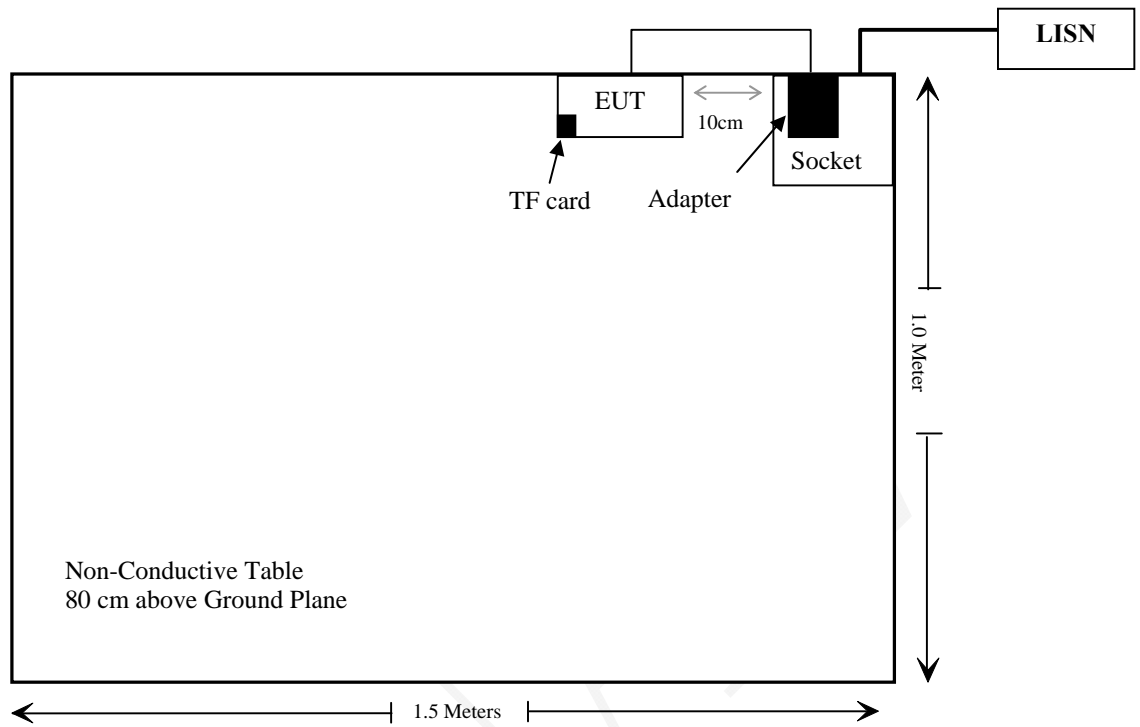 LISN
EUT
10cm
Socket
TF card
Adapter
1.0 Meter
Non-Conductive Table
80 cm above Ground Plane
1.5 Meters